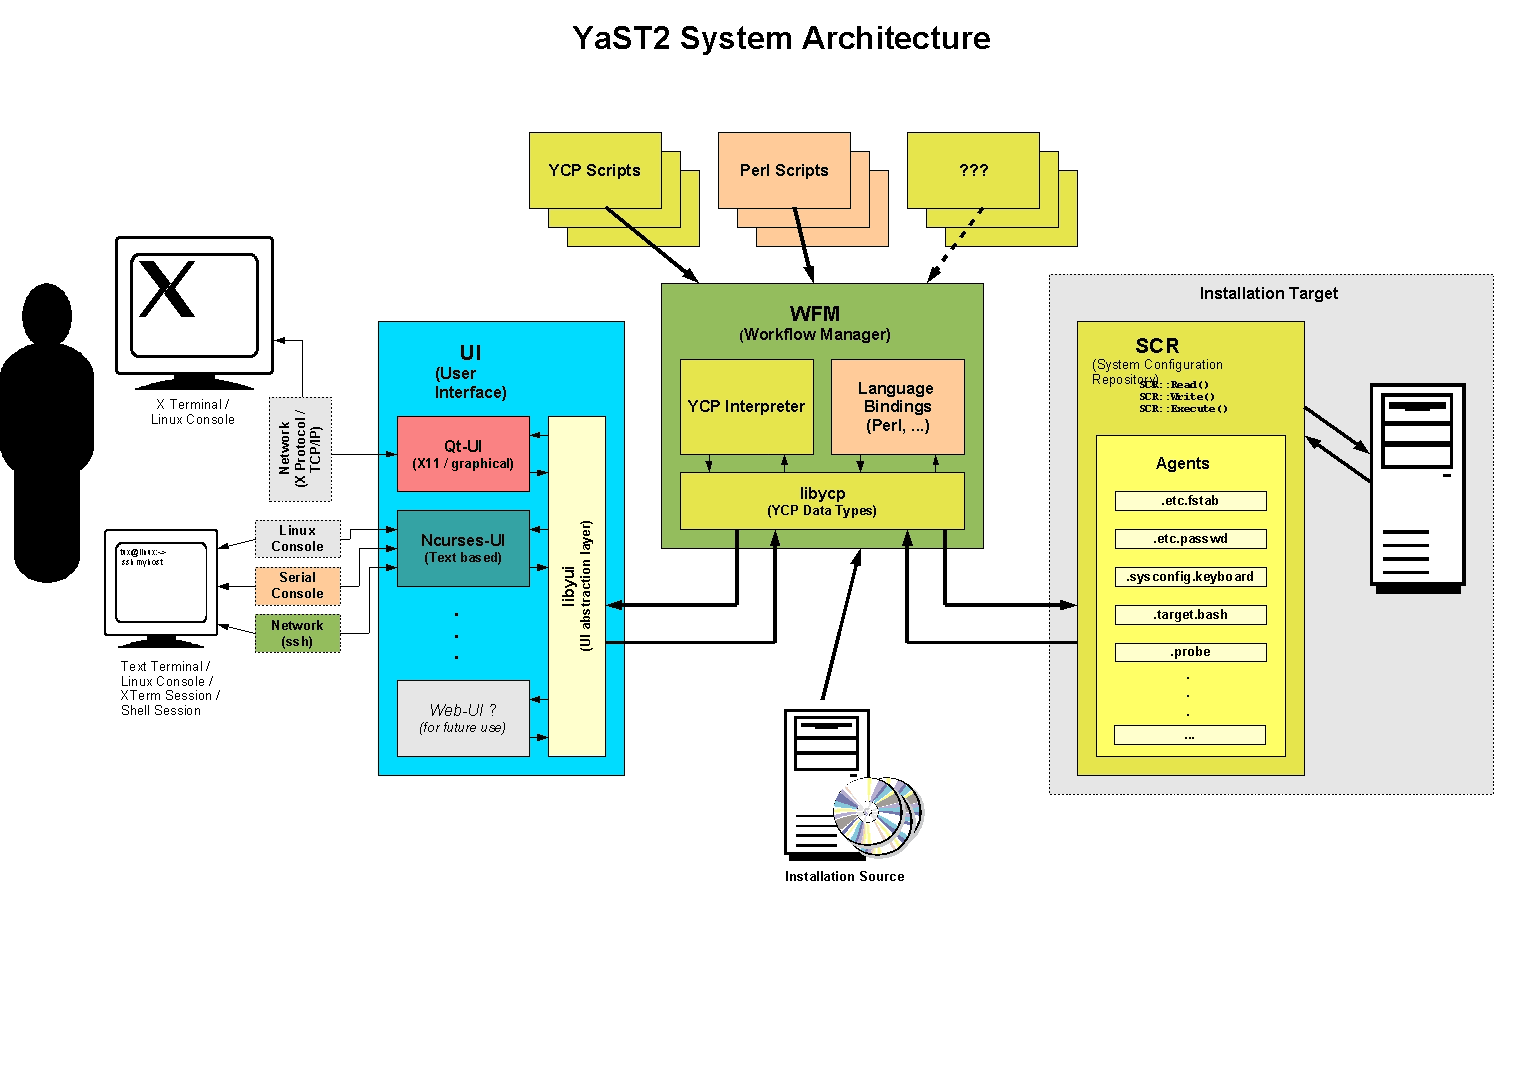 YaST2 System Architecture
YCP Scripts
Perl Scripts
???
X
X Terminal /
Linux Console
Network
(X Protocol /
TCP/IP)
Linux
Console
Serial
Console
Network
(ssh)
tux@linux:~>
ssh myhost
Text Terminal /
Linux Console /
XTerm Session /
Shell Session
UI
(User
Interface)
Qt-UI
(X11 / graphical)
Ncurses-UI
(Text based)
.
.
.
Web-UI ?
(for future use)
libyui
(UI abstraction layer)
WFM
(Workflow Manager)
YCP Interpreter
Language
Bindings
(Perl, ...)
libycp
(YCP Data Types)
Installation Source
Installation Target
SCR
(System Configuration
Repository)
SCR::Read()
SCR::Write()
SCR::Execute()
Agents
.etc.fstab
.etc.passwd
.sysconfig.keyboard
.target.bash
.probe
.
.
.
...